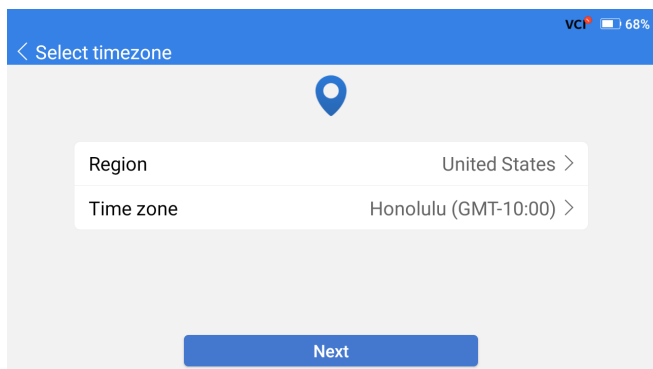 VCI 68%
Select timezone
Region United States
Time zone Honolulu (GMT-10:00)
Next